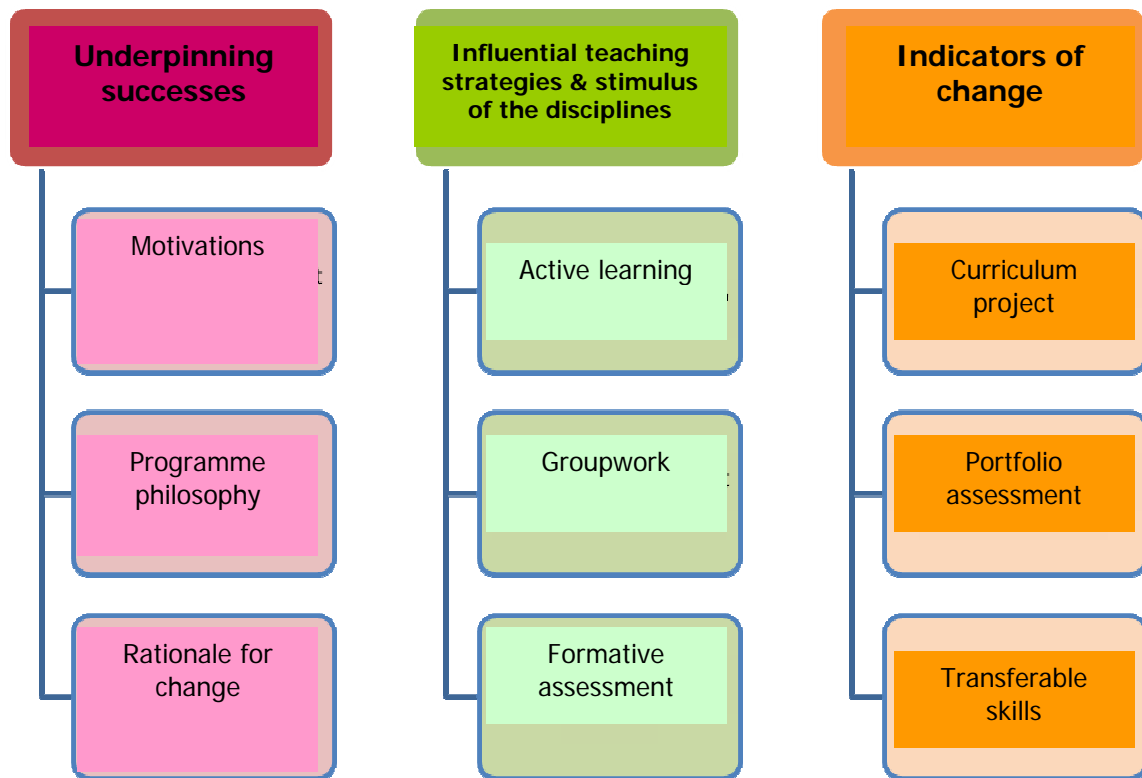 Underpinning
successes
Motivations
Programme
philosophy
Rationale for
change
Influential teaching
strategies & stimulus
of the disciplines
Active learning
Groupwork
Formative
assessment
Indicators of
change
Curriculum
project
Portfolio
assessment
Transferable
skills